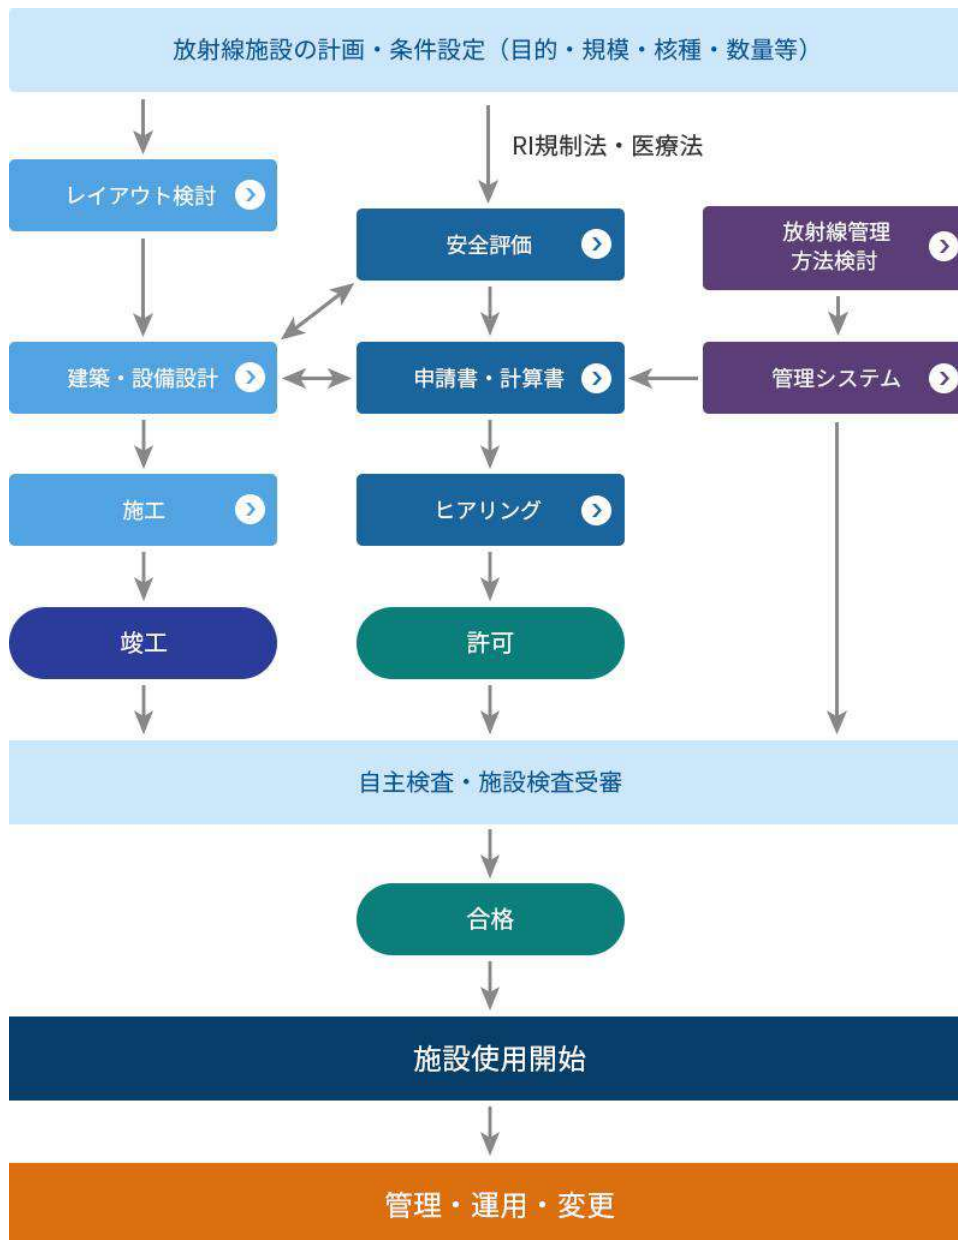 放射線施設の計画・条件設定（目的・規模・核種・数量等）
RI規制法・医療法
レイアウト検討
安全評価
放射線管理
方法検討
建築・設備設計
申請書・計算書
管理システム
施工
ヒアリング
竣工
許可
自主検査・施設検査受審
合格
施設使用開始
管理・運用・変更